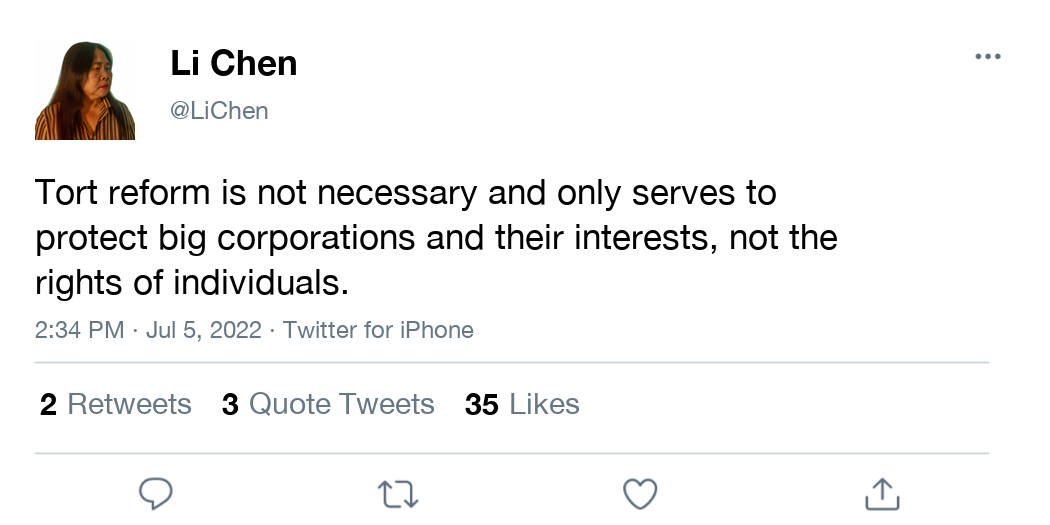 Li Chen
@LiChen
Tort reform is not necessary and only serves to
protect big corporations and their interests, not the
rights of individuals.
2:34 PM · Jul 5, 2022 · Twitter for iPhone
2 Retweets 3 Quote Tweets 35 Likes